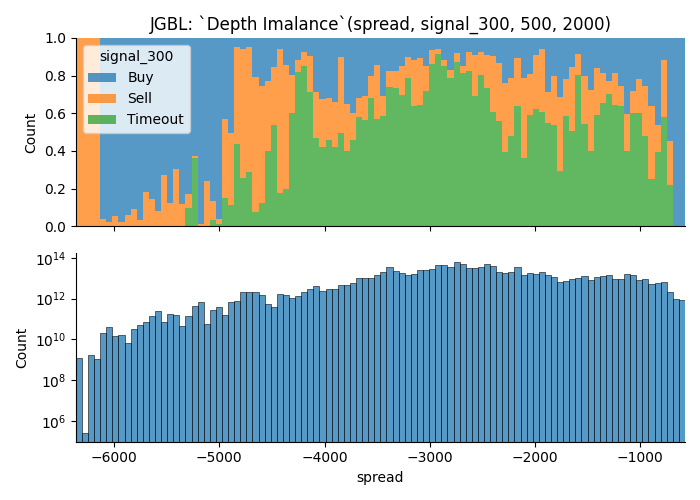 JGBL: `Depth Imalance`(spread, signal_300, 500, 2000)
1.0
0.8
0.6
0.4
0.2
0.0
Count
signal_300
Buy
Sell
Timeout
10^14
10^12
10^10
10^8
10^6
Count
−6000 −5000 −4000 −3000 −2000 −1000
spread